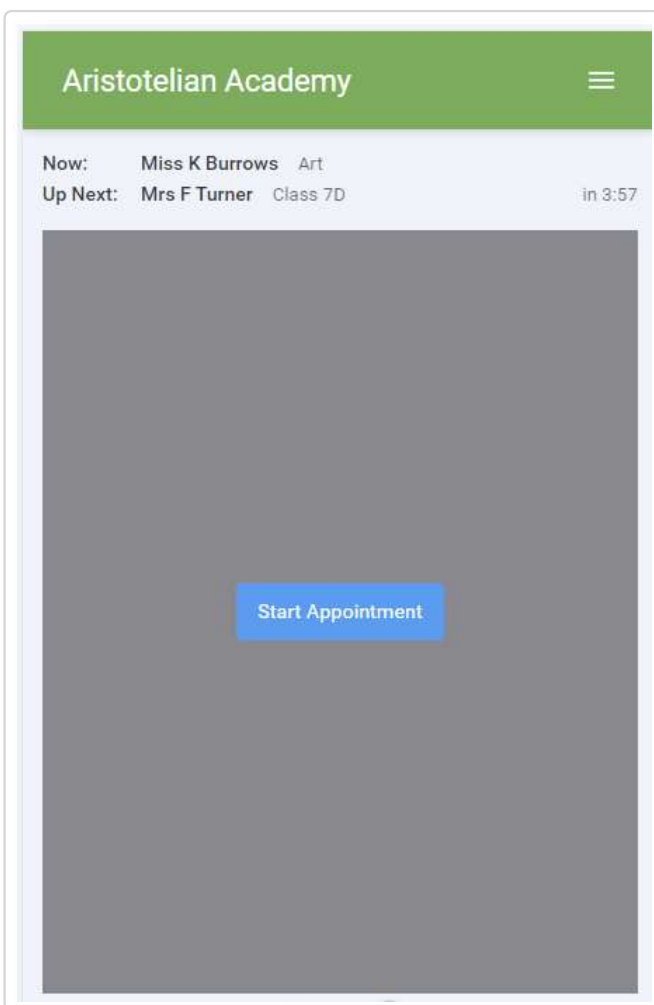 Aristotelian Academy
Now: Miss K Burrows Art
Up Next: Mrs F Turner Class 7D in 3:57
Start Appointment